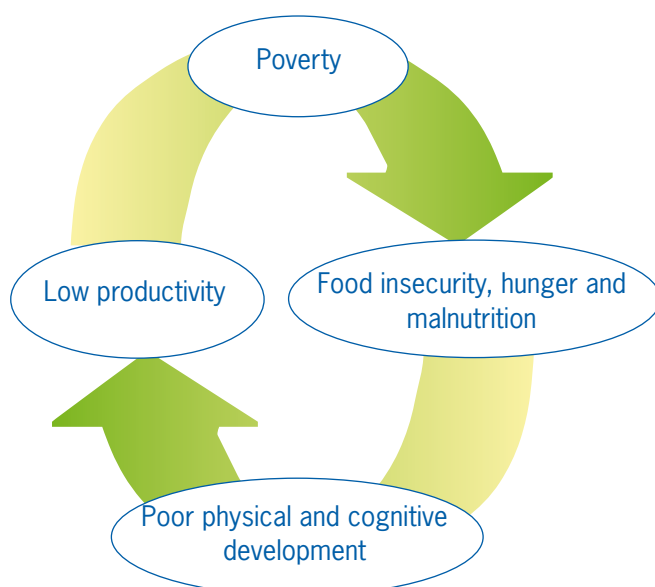 Poverty
Food insecurity, hunger and
malnutrition
Poor physical and cognitive
development
Low productivity